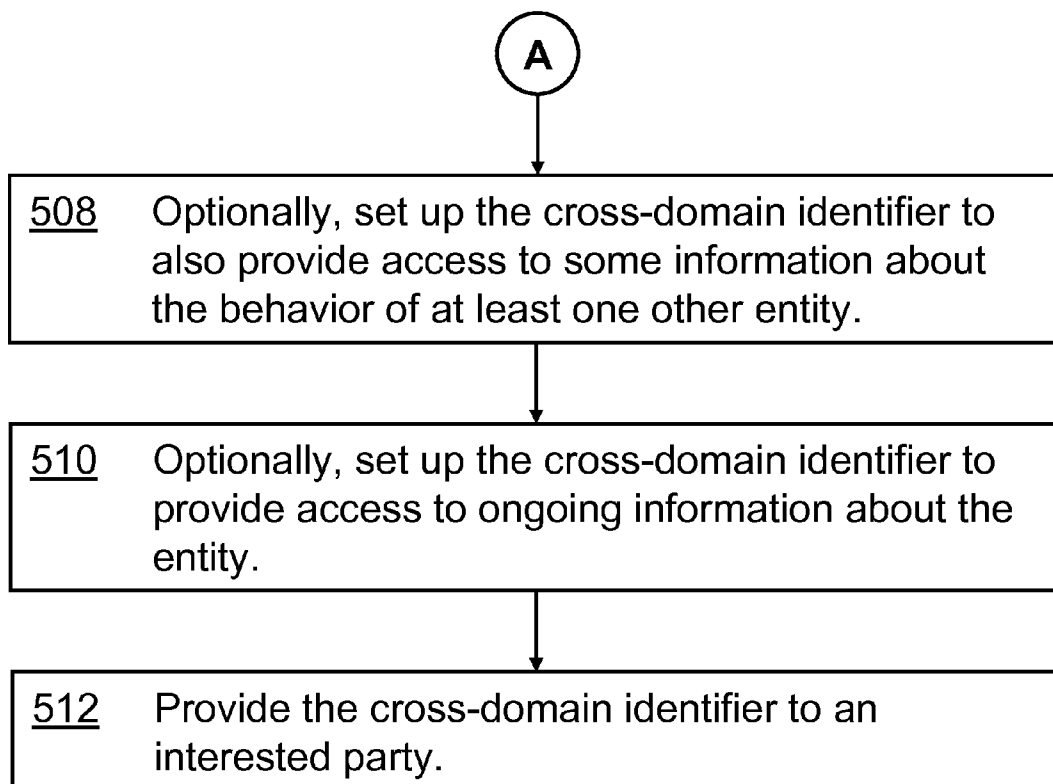 A
508 Optionally, set up the cross-domain identifier to
also provide access to some information about
the behavior of at least one other entity.
510 Optionally, set up the cross-domain identifier to
provide access to ongoing information about the
entity.
512 Provide the cross-domain identifier to an
interested party.